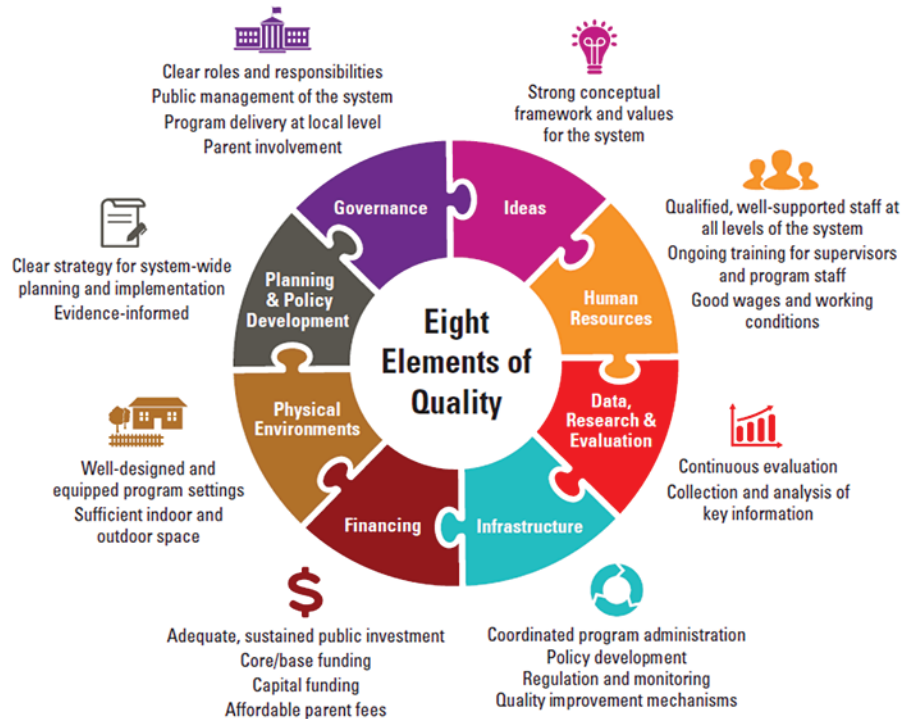 Clear roles and responsibilities
Public management of the system
Program delivery at local level
Parent involvement
Strong conceptual
framework and values
for the system
Governance
Ideas
Qualified, well-supported staff at
all levels of the system
Ongoing training for supervisors
and program staff
Good wages and working
conditions
Clear strategy for system-wide
planning and implementation
Evidence-informed
Planning
& Policy
Development
Human
Resources
Eight
Elements of
Quality
Physical
Environments
Data,
Research &
Evaluation
Well-designed and
equipped program settings
Sufficient indoor and
outdoor space
Continuous evaluation
Collection and analysis of
key information
Financing
Infrastructure
$
Adequate, sustained public investment
Core/base funding
Capital funding
Affordable parent fees
Coordinated program administration
Policy development
Regulation and monitoring
Quality improvement mechanisms